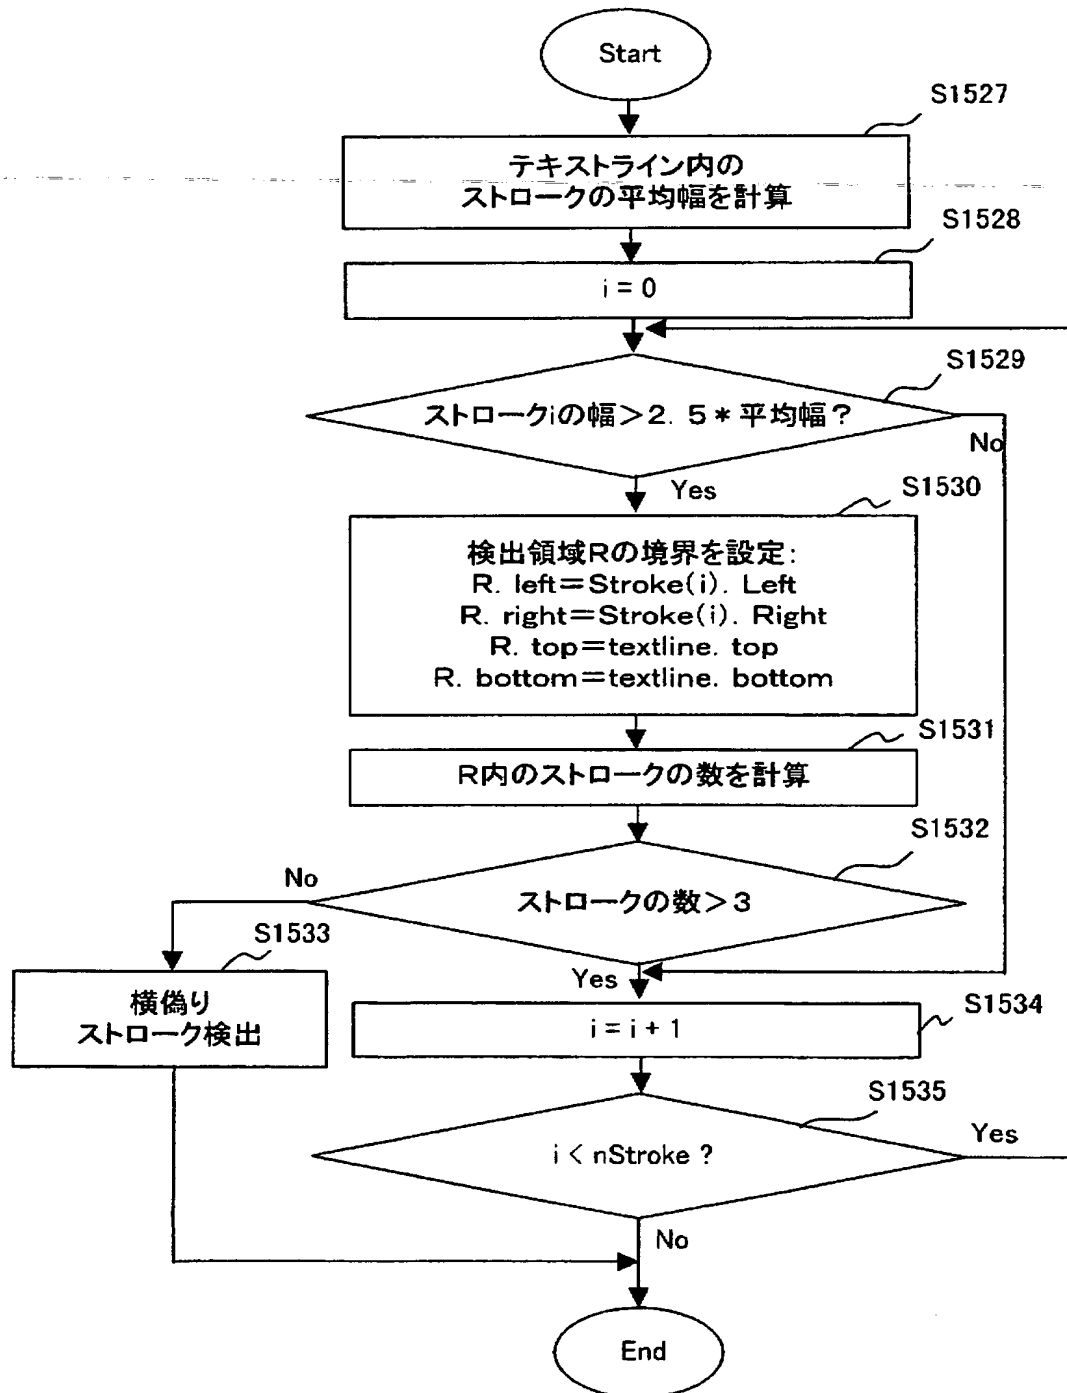 Start
S1527
テキストライン内の
ストロークの平均幅を計算
S1528
i = 0
S1529
ストロークiの幅＞2. 5＊平均幅？
No
Yes
S1530
検出領域Rの境界を設定:
R. left＝Stroke(i). Left
R. right＝Stroke(i). Right
R. top＝textline. top
R. bottom＝textline. bottom
S1531
R内のストロークの数を計算
S1532
ストロークの数＞3
No
Yes
S1533
横偽り
ストローク検出
S1534
i = i + 1
S1535
i < nStroke ?
Yes
No
End